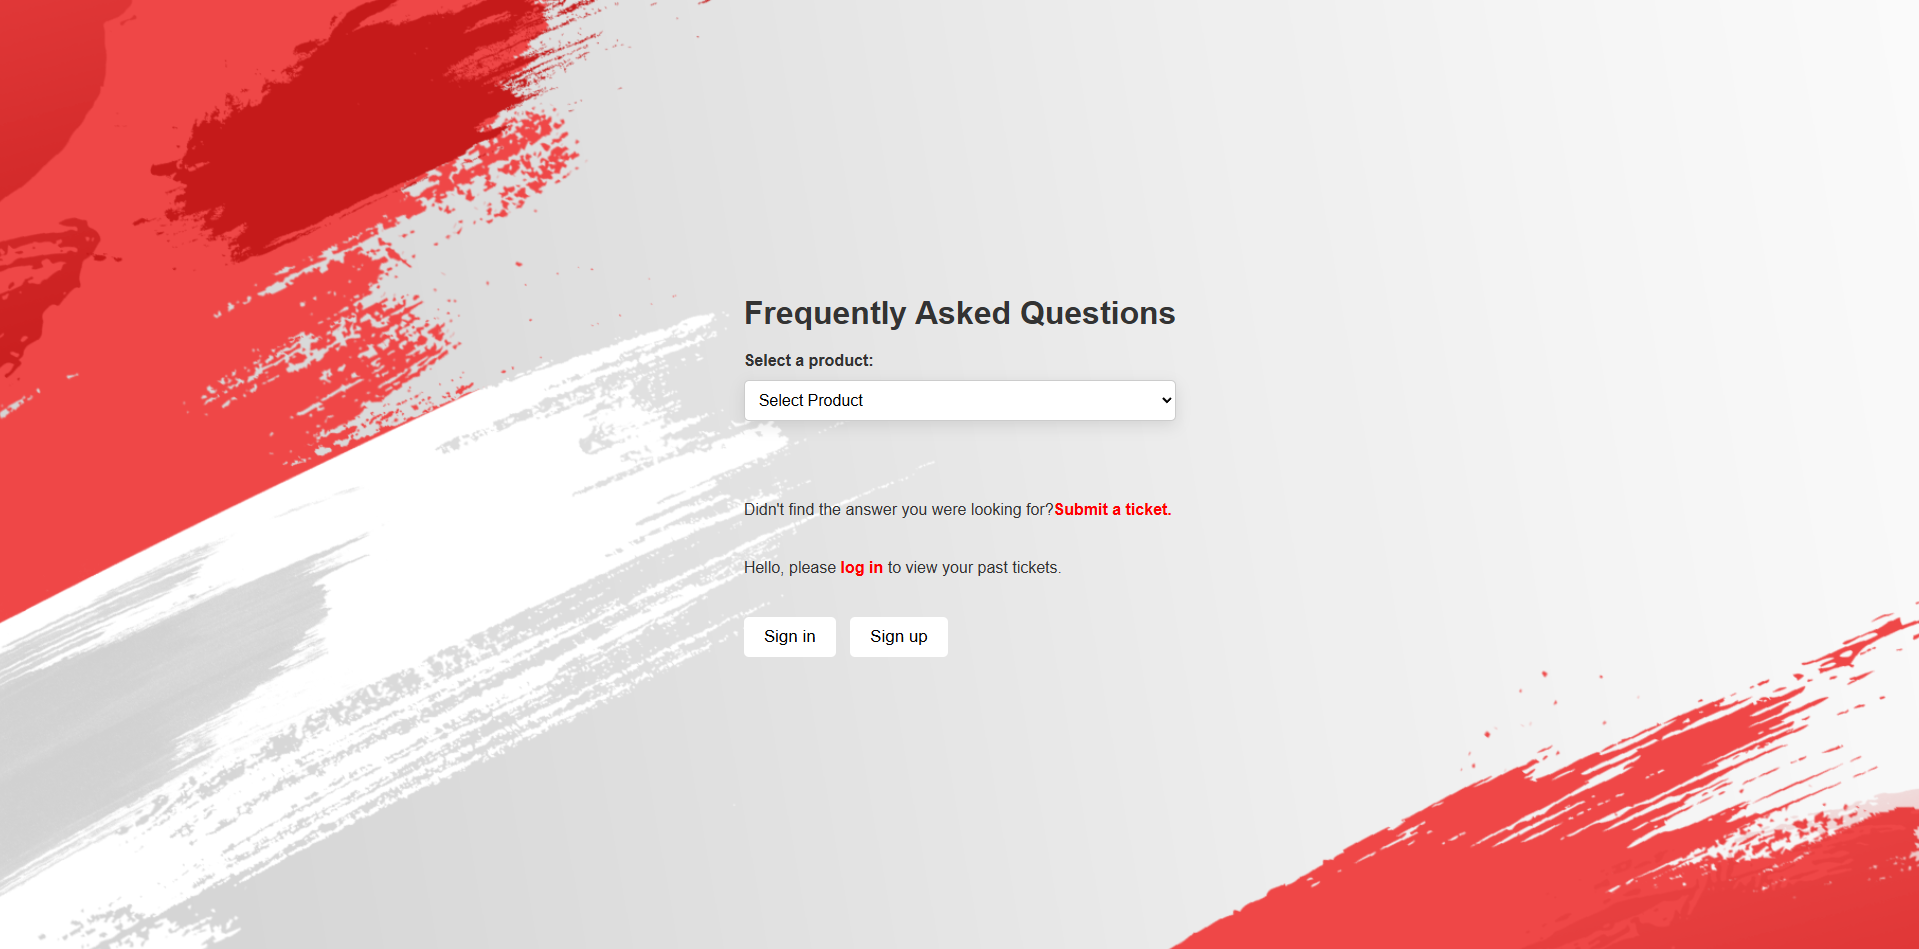 Frequently Asked Questions
Select a product:
Select Product
Didn't find the answer you were looking for?Submit a ticket.
Hello, please log in to view your past tickets.
Sign in
Sign up